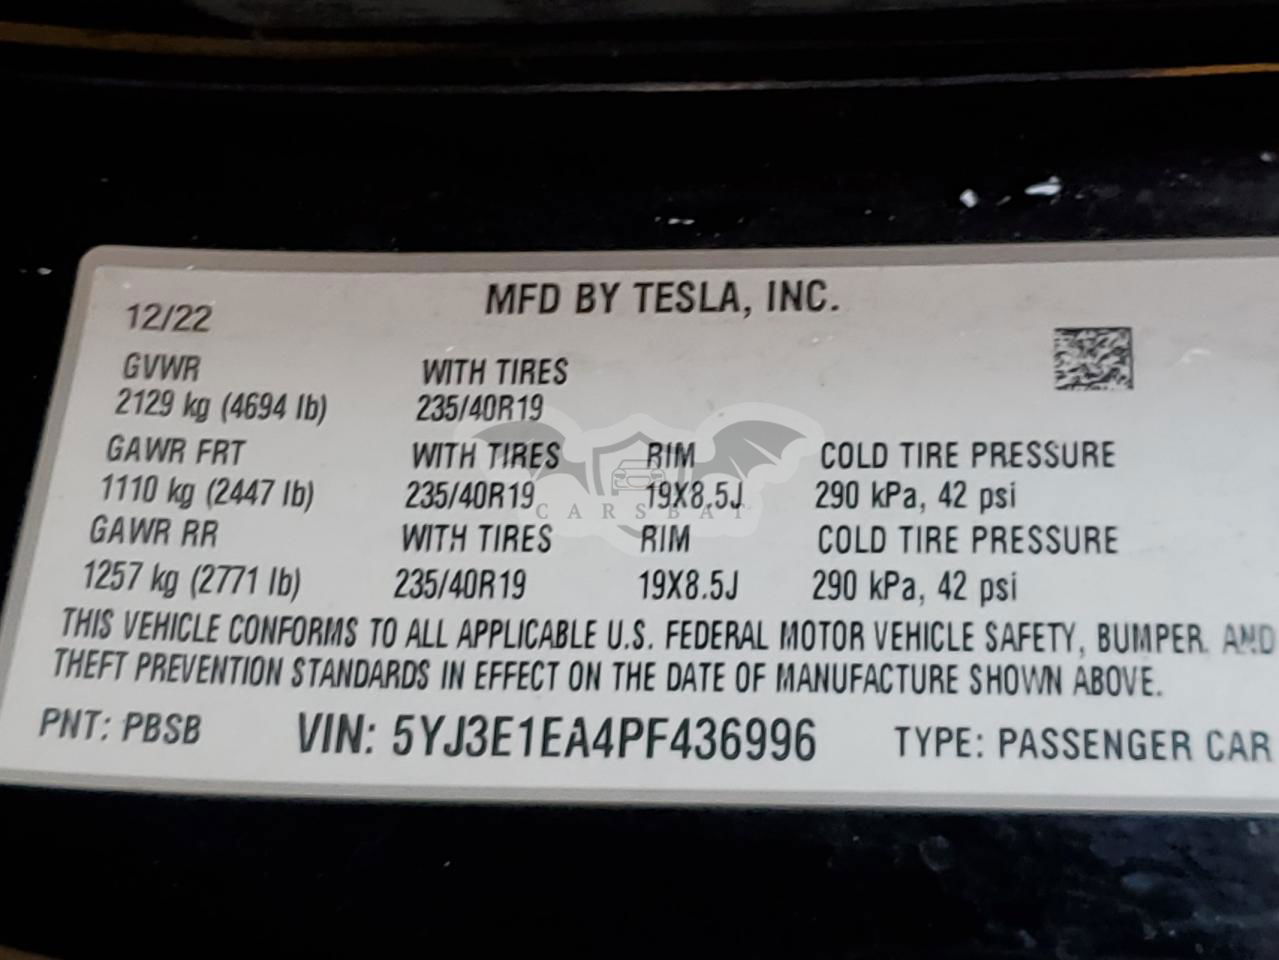 MFD BY TESLA, INC.
12/22
GVWR WITH TIRES
2129 kg (4694 lb) 235/40R19
GAWR FRT WITH TIRES RIM COLD TIRE PRESSURE
1110 kg (2447 lb) 235/40R19 19X8.5J 290 kPa, 42 psi
CARSBAT
GAWR RR WITH TIRES RIM COLD TIRE PRESSURE
1257 kg (2771 lb) 235/40R19 19X8.5J 290 kPa, 42 psi
THIS VEHICLE CONFORMS TO ALL APPLICABLE U.S. FEDERAL MOTOR VEHICLE SAFETY, BUMPER AND
THEFT PREVENTION STANDARDS IN EFFECT ON THE DATE OF MANUFACTURE SHOWN ABOVE.
PNT: PBSB VIN: 5YJ3E1EA4PF436996 TYPE: PASSENGER CAR